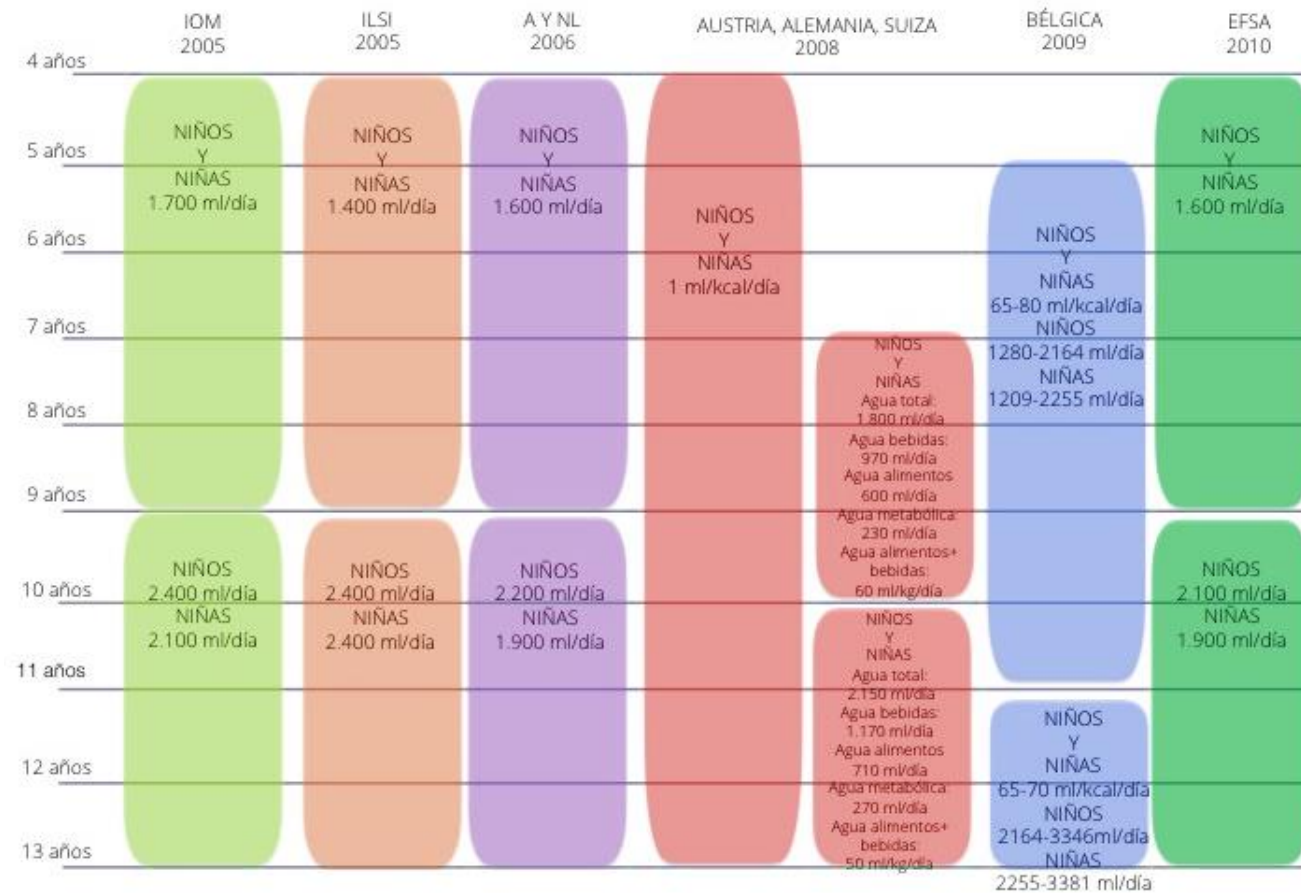 IOM
2005
ILSI
2005
A Y NL
2006
AUSTRIA, ALEMANIA, SUIZA
2008
BÉLGICA
2009
EFSA
2010
4 años
5 años
6 años
7 años
8 años
9 años
10 años
11 años
12 años
13 años
NIÑOS
Y
NIÑAS
1.700 ml/día
NIÑOS
2.400 ml/día
NIÑAS
2.100 ml/día
NIÑOS
Y
NIÑAS
1.400 ml/día
NIÑOS
2.400 ml/día
NIÑAS
2.400 ml/día
NIÑOS
Y
NIÑAS
1.600 ml/día
NIÑOS
2.200 ml/día
NIÑAS
1.900 ml/día
NIÑOS
Y
NIÑAS
1 ml/kcal/día
NIÑOS
Y
NIÑAS
Agua total:
1.800 ml/día
Agua bebidas:
970 ml/día
Agua alimentos
600 ml/día
Agua metabólica:
230 ml/día
Agua alimentos+
bebidas:
60 ml/kg/día
NIÑOS
Y
NIÑAS
Agua total:
2.150 ml/día
Agua bebidas:
1.170 ml/día
Agua alimentos
710 ml/día
Agua metabólica:
270 ml/día
Agua alimentos+
bebidas:
50 ml/kg/día
NIÑOS
Y
NIÑAS
65-80 ml/kcal/día
NIÑOS
1280-2164 ml/día
NIÑAS
1209-2255 ml/día
NIÑOS
Y
NIÑAS
65-70 ml/kcal/día
NIÑOS
2164-3346ml/día
NIÑAS
2255-3381 ml/día
NIÑOS
Y
NIÑAS
1.600 ml/día
NIÑOS
2.100 ml/día
NIÑAS
1.900 ml/día